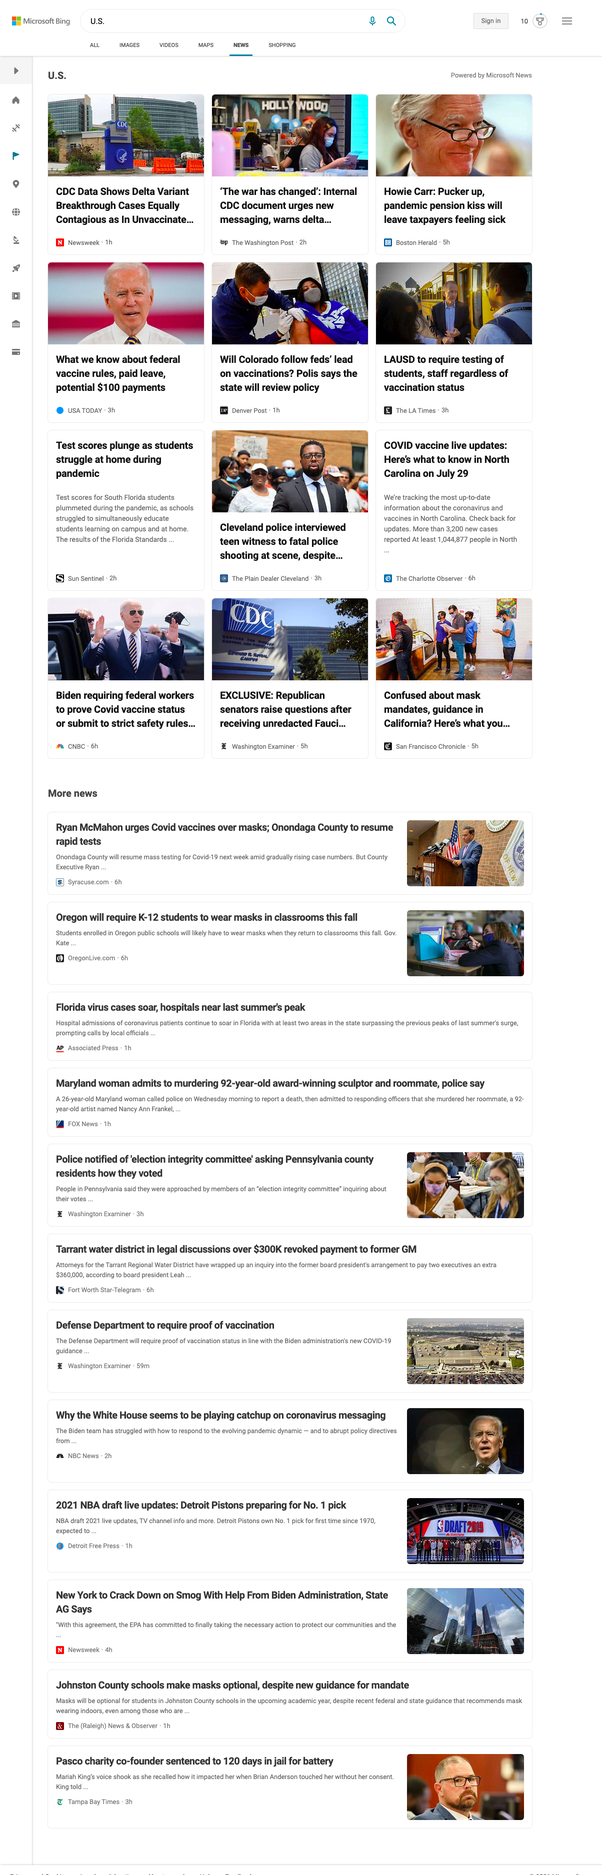 Microsoft Bing
U.S.
Sign in
10
ALL
IMAGES
VIDEOS
MAPS
NEWS
SHOPPING
U.S.
Powered by Microsoft News
CDC
HOLLYWOOD
CDC Data Shows Delta Variant
Breakthrough Cases Equally
Contagious as In Unvaccinate...
Newsweek · 1h
'The war has changed': Internal
CDC document urges new
messaging, warns delta...
The Washington Post · 2h
Howie Carr: Pucker up,
pandemic pension kiss will
leave taxpayers feeling sick
Boston Herald · 5h
What we know about federal
vaccine rules, paid leave,
potential $100 payments
USA TODAY · 3h
Will Colorado follow feds' lead
on vaccinations? Polis says the
state will review policy
Denver Post · 1h
LAUSD to require testing of
students, staff regardless of
vaccination status
The LA Times · 3h
Test scores plunge as students
struggle at home during
pandemic
Test scores for South Florida students
plummeted during the pandemic, as schools
struggled to simultaneously educate
students learning on campus and at home.
The results of the Florida Standards ...
Sun Sentinel · 2h
Cleveland police interviewed
teen witness to fatal police
shooting at scene, despite...
The Plain Dealer Cleveland · 3h
COVID vaccine live updates:
Here's what to know in North
Carolina on July 29
We're tracking the most up-to-date
information about the coronavirus and
vaccines in North Carolina. Check back for
updates. More than 3,200 new cases
reported At least 1,044,877 people in North
...
The Charlotte Observer · 6h
CDC
Biden requiring federal workers
to prove Covid vaccine status
or submit to strict safety rules...
CNBC · 6h
EXCLUSIVE: Republican
senators raise questions after
receiving unredacted Fauci...
Washington Examiner · 5h
Confused about mask
mandates, guidance in
California? Here's what you...
San Francisco Chronicle · 5h
More news
Ryan McMahon urges Covid vaccines over masks; Onondaga County to resume
rapid tests
Onondaga County will resume mass testing for Covid-19 next week amid gradually rising case numbers. But County
Executive Ryan ...
Syracuse.com · 6h
Oregon will require K-12 students to wear masks in classrooms this fall
Students enrolled in Oregon public schools will likely have to wear masks when they return to classrooms this fall. Gov.
Kate ...
OregonLive.com · 6h
Florida virus cases soar, hospitals near last summer's peak
Hospital admissions of coronavirus patients continue to soar in Florida with at least two areas in the state surpassing the previous peaks of last summer's surge,
prompting calls by local officials ...
AP Associated Press · 1h
Maryland woman admits to murdering 92-year-old award-winning sculptor and roommate, police say
A 26-year-old Maryland woman called police on Wednesday morning to report a death, then admitted to responding officers that she murdered her roommate, a 92-
year-old artist named Nancy Ann Frankel, ...
FOX News · 1h
Police notified of 'election integrity committee' asking Pennsylvania county
residents how they voted
People in Pennsylvania said they were approached by members of an "election integrity committee" inquiring about
their votes ...
Washington Examiner · 3h
Tarrant water district in legal discussions over $300K revoked payment to former GM
Attorneys for the Tarrant Regional Water District have wrapped up an inquiry into the former board president's arrangement to pay two executives an extra
$360,000, according to board president Leah ...
Fort Worth Star-Telegram · 6h
Defense Department to require proof of vaccination
The Defense Department will require proof of vaccination status in line with the Biden administration's new COVID-19
guidance ...
Washington Examiner · 59m
Why the White House seems to be playing catchup on coronavirus messaging
The Biden team has struggled with how to respond to the evolving pandemic dynamic — and to abrupt policy directives
from ...
NBC News · 2h
2021 NBA draft live updates: Detroit Pistons preparing for No. 1 pick
NBA draft 2021 live updates, TV channel info and more. Detroit Pistons own No. 1 pick for first time since 1970,
expected to ...
Detroit Free Press · 1h
DRAFT 2019
New York to Crack Down on Smog With Help From Biden Administration, State
AG Says
"With this agreement, the EPA has committed to finally taking the necessary action to protect our communities and the
...
Newsweek · 4h
Johnston County schools make masks optional, despite new guidance for mandate
Masks will be optional for students in Johnston County schools in the upcoming academic year, despite recent federal and state guidance that recommends mask
wearing indoors, even among those who are ...
The (Raleigh) News & Observer · 1h
Pasco charity co-founder sentenced to 120 days in jail for battery
Mariah King's voice shook as she recalled how it impacted her when Brian Anderson touched her without her consent.
King told ...
Tampa Bay Times · 3h